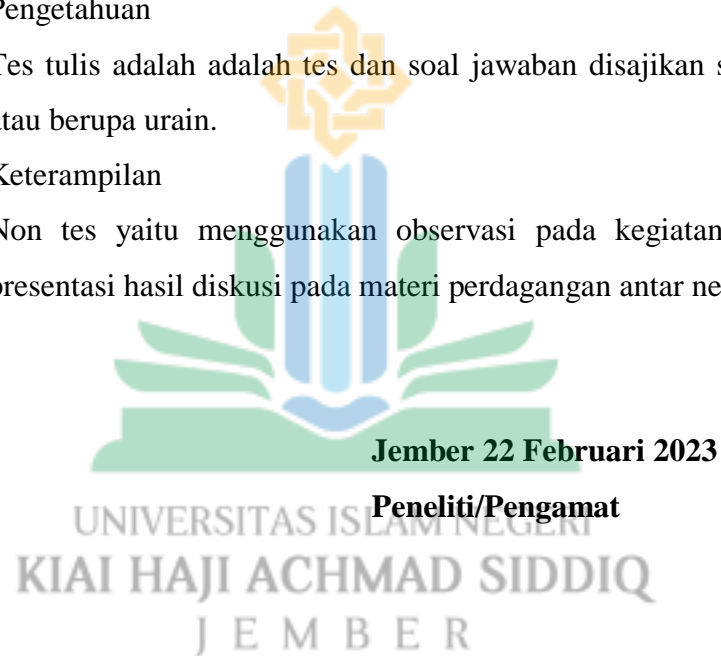 Pengetahuan
Tes tulis adalah adalah tes dan soal jawaban disajikan
atau berupa urain.
Keterampilan
Non tes yaitu menggunakan observasi pada kegiatan
presentasi hasil diskusi pada materi perdagangan antar
Jember 22 Februari 2023
Peneliti/Pengamat
UNIVERSITAS ISLAM NEGERI
KIAI HAJI ACHMAD SIDDIQ
JEMBER